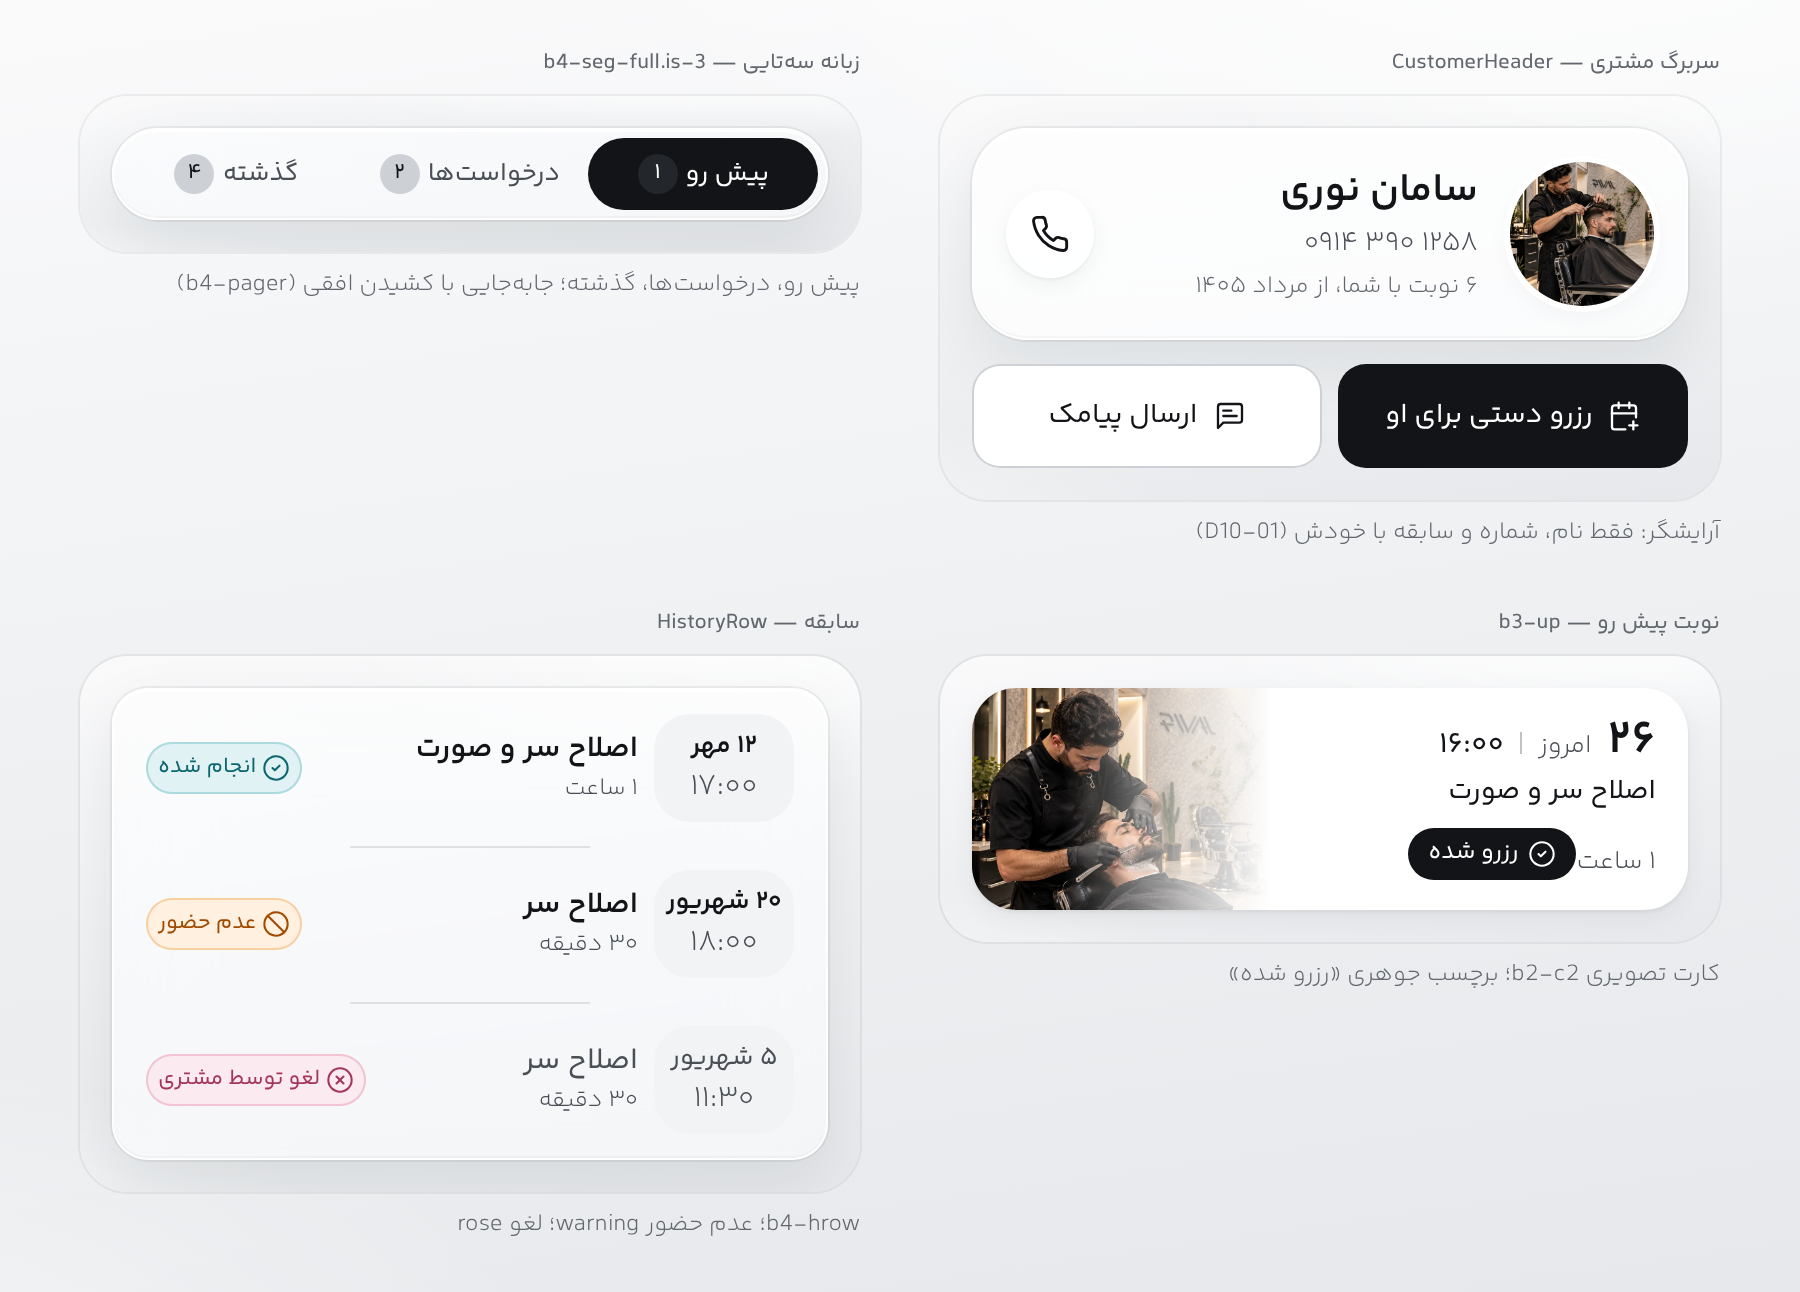 سربرگ مشتری — CustomerHeader
سامان نوری
۰۹۱۴ ۳۹۰ ۱۲۵۸
۶ نوبت با شما، از مرداد ۱۴۰۵
رزرو دستی برای او
ارسال پیامک
آرایشگر: فقط نام، شماره و سابقه با خودش (D10-01)
زبانه سه‌تایی — b4-seg-full.is-3
پیش رو ۱
درخواست‌ها ۲
گذشته ۴
پیش رو، درخواست‌ها، گذشته؛ جابه‌جایی با کشیدن افقی (b4-pager)
نوبت پیش رو — b3-up
۲۶ امروز | ۱۶:۰۰
اصلاح سر و صورت
۱ ساعت رزرو شده
کارت تصویری b2-c2؛ برچسب جوهری «رزرو شده»
سابقه — HistoryRow
۱۲ مهر
۱۷:۰۰
اصلاح سر و صورت
۱ ساعت
انجام شده
۲۰ شهریور
۱۸:۰۰
اصلاح سر
۳۰ دقیقه
عدم حضور
۵ شهریور
۱۱:۳۰
اصلاح سر
۳۰ دقیقه
لغو توسط مشتری
b4-hrow؛ عدم حضور warning؛ لغو rose